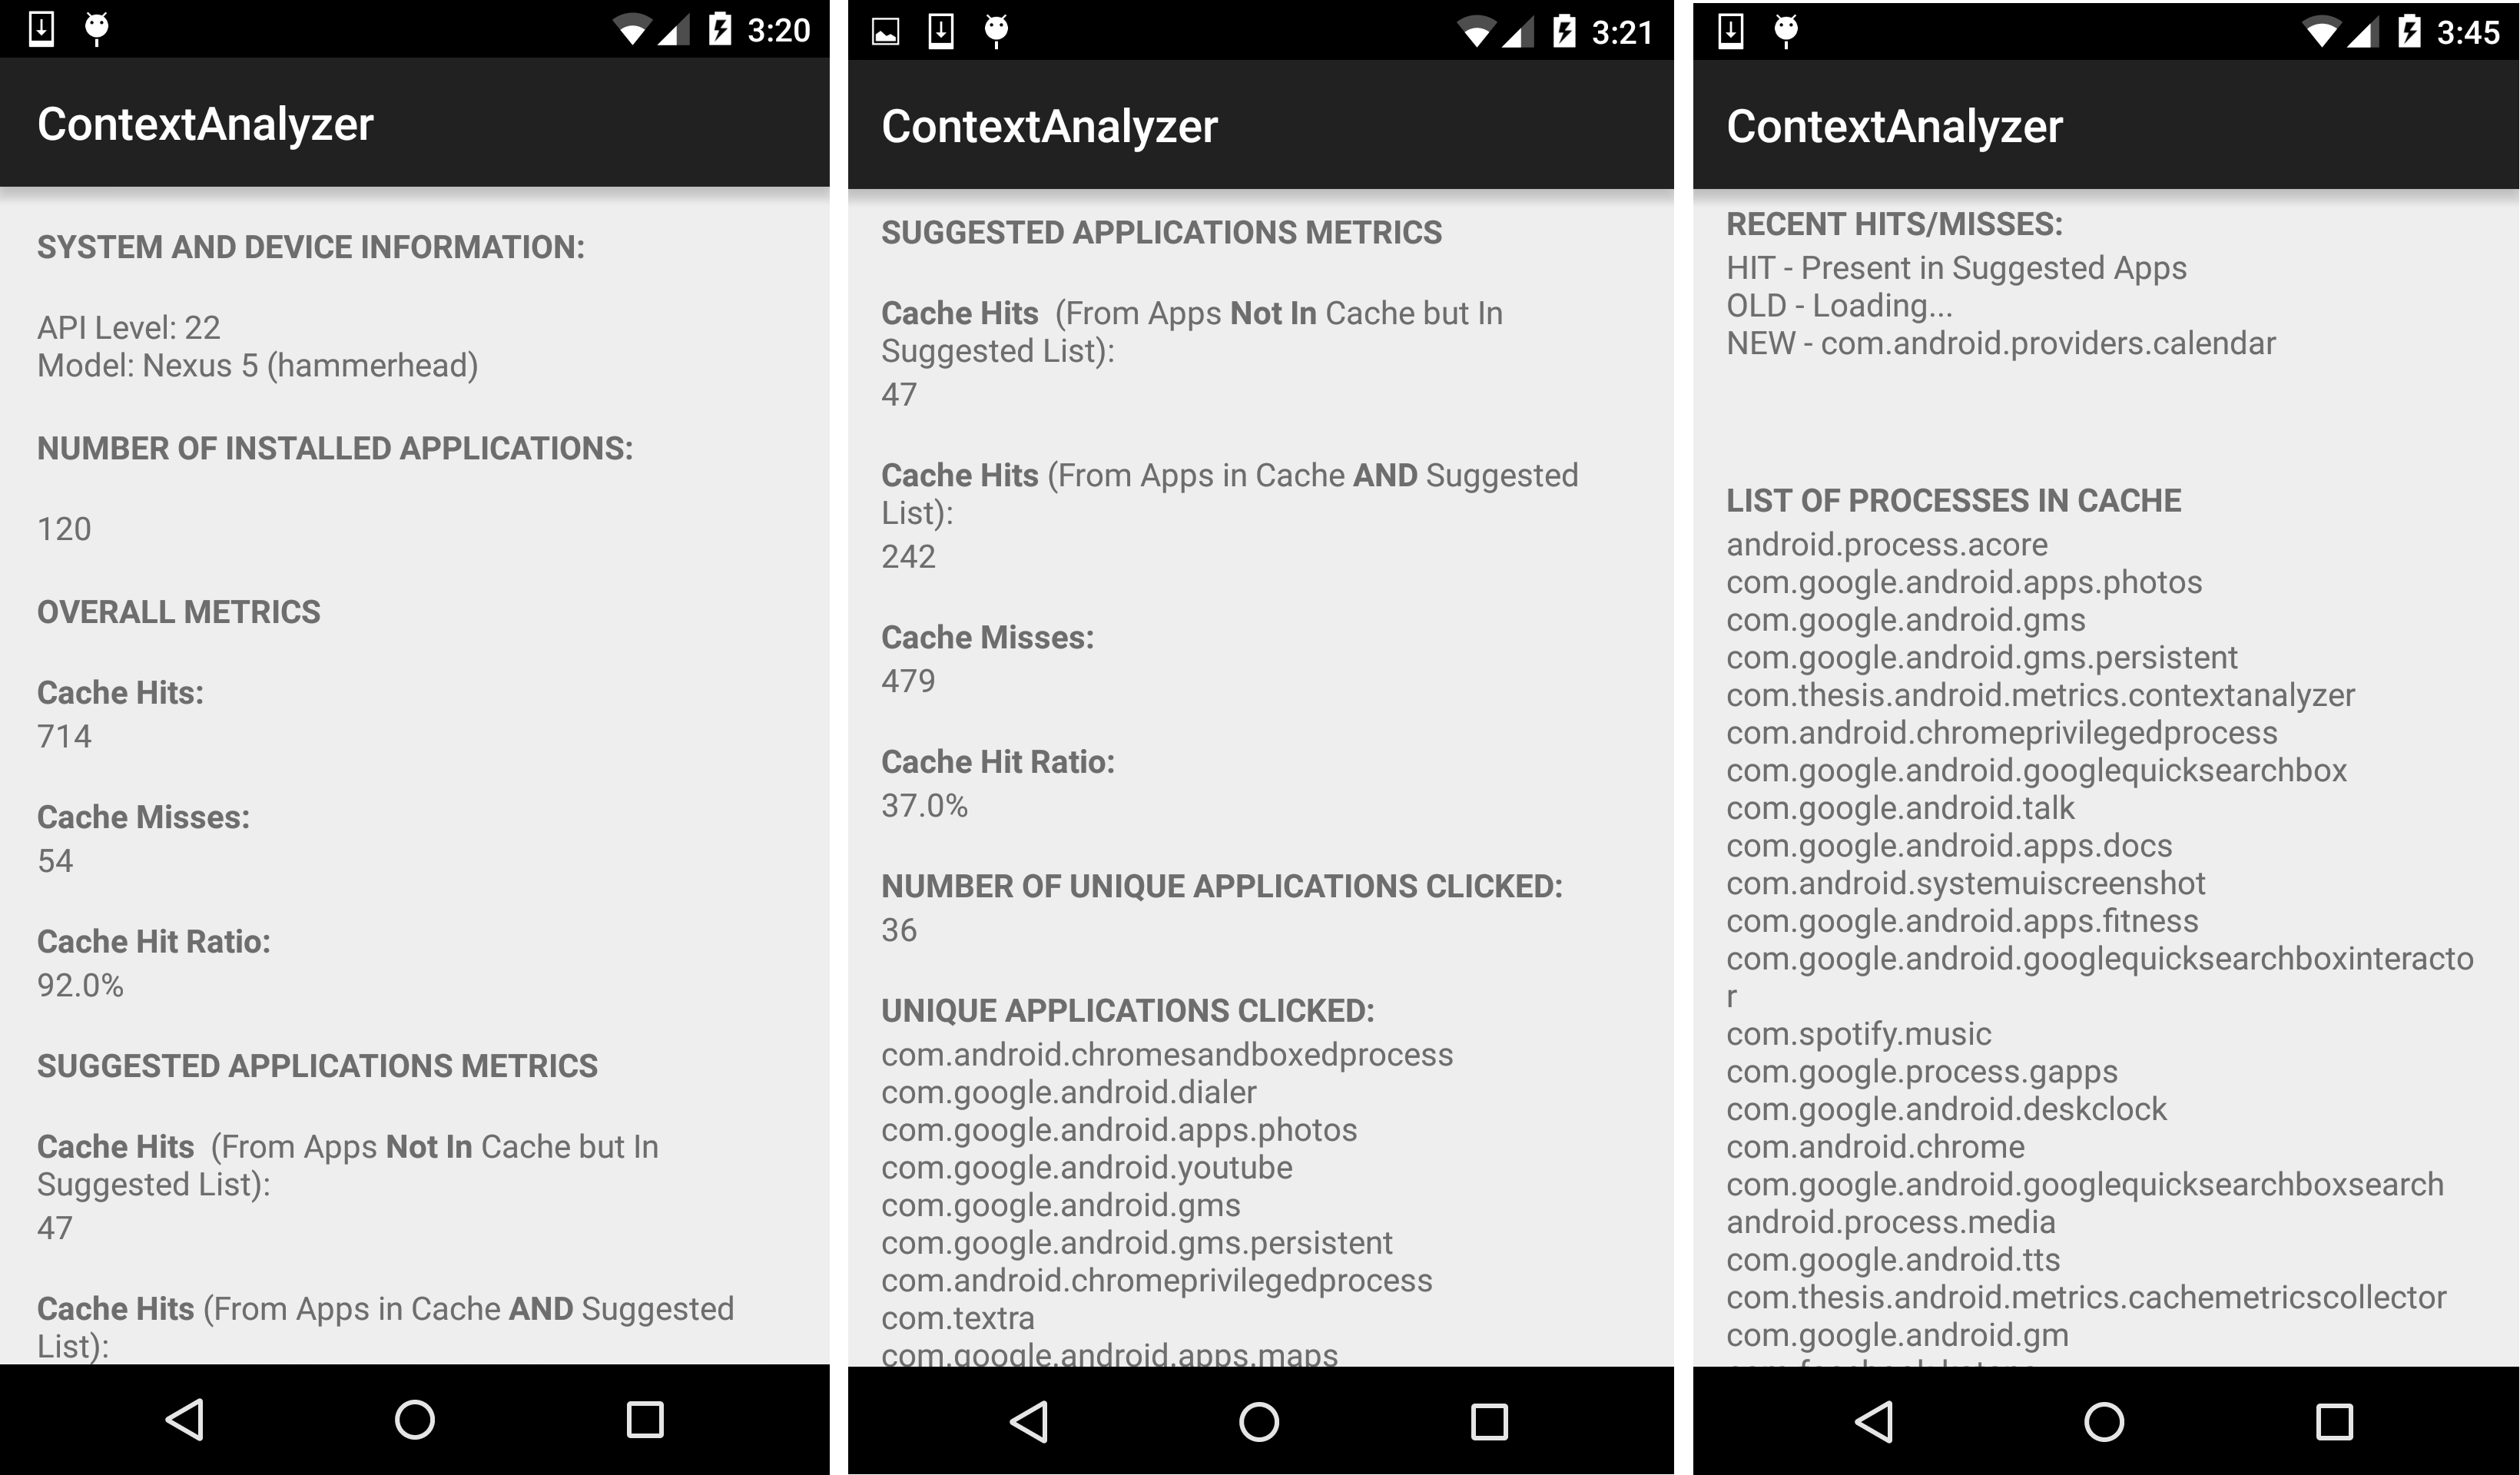 3:20
ContextAnalyzer
SYSTEM AND DEVICE INFORMATION:
API Level: 22
Model: Nexus 5 (hammerhead)
NUMBER OF INSTALLED APPLICATIONS:
120
OVERALL METRICS
Cache Hits:
714
Cache Misses:
54
Cache Hit Ratio:
92.0%
SUGGESTED APPLICATIONS METRICS
Cache Hits (From Apps Not In Cache but In
Suggested List):
47
Cache Hits (From Apps in Cache AND Suggested
List):
3:21
ContextAnalyzer
SUGGESTED APPLICATIONS METRICS
Cache Hits (From Apps Not In Cache but In
Suggested List):
47
Cache Hits (From Apps in Cache AND Suggested
List):
242
Cache Misses:
479
Cache Hit Ratio:
37.0%
NUMBER OF UNIQUE APPLICATIONS CLICKED:
36
UNIQUE APPLICATIONS CLICKED:
com.android.chromesandboxedprocess
com.google.android.dialer
com.google.android.apps.photos
com.google.android.youtube
com.google.android.gms
com.google.android.gms.persistent
com.android.chromeprivilegedprocess
com.textra
com.google.android.apps.maps
3:45
ContextAnalyzer
RECENT HITS/MISSES:
HIT - Present in Suggested Apps
OLD - Loading...
NEW - com.android.providers.calendar
LIST OF PROCESSES IN CACHE
android.process.acore
com.google.android.apps.photos
com.google.android.gms
com.google.android.gms.persistent
com.thesis.android.metrics.contextanalyzer
com.android.chromeprivilegedprocess
com.google.android.googlequicksearchbox
com.google.android.talk
com.google.android.apps.docs
com.android.systemuiscreenshot
com.google.android.apps.fitness
com.google.android.googlequicksearchboxinteracto
r
com.spotify.music
com.google.process.gapps
com.google.android.deskclock
com.android.chrome
com.google.android.googlequicksearchboxsearch
android.process.media
com.google.android.tts
com.thesis.android.metrics.cachemetricscollector
com.google.android.gm